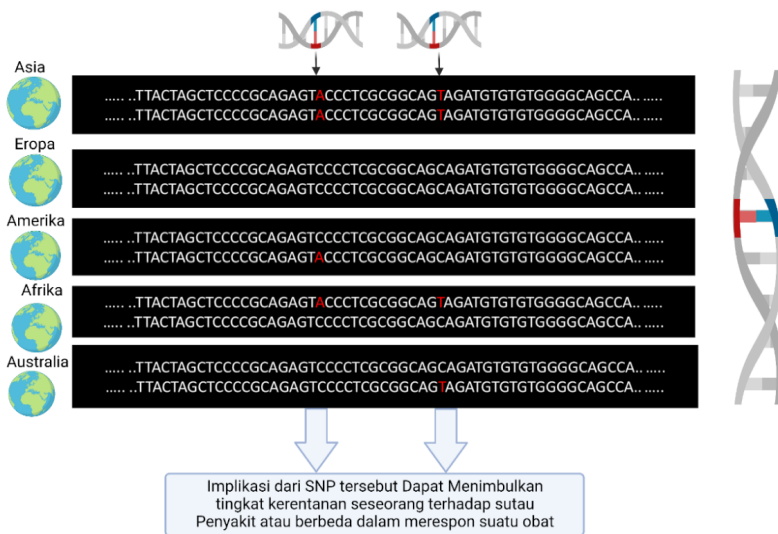 Asia
..... ..TTACTAGCTCCCCGCAGAGTACCCTCGCGGCAGTAGATGTGTGTGGGGCAGCCA.. .....
..... ..TTACTAGCTCCCCGCAGAGTACCCTCGCGGCAGTAGATGTGTGTGGGGCAGCCA.. .....
Eropa
..... ..TTACTAGCTCCCCGCAGAGTCCCCTCGCGGCAGCAGATGTGTGTGGGGCAGCCA.. .....
..... ..TTACTAGCTCCCCGCAGAGTCCCCTCGCGGCAGCAGATGTGTGTGGGGCAGCCA.. .....
Amerika
..... ..TTACTAGCTCCCCGCAGAGTCCCCTCGCGGCAGCAGATGTGTGTGGGGCAGCCA.. .....
..... ..TTACTAGCTCCCCGCAGAGTACCCTCGCGGCAGCAGATGTGTGTGGGGCAGCCA.. .....
Afrika
..... ..TTACTAGCTCCCCGCAGAGTACCCTCGCGGCAGTAGATGTGTGTGGGGCAGCCA.. .....
..... ..TTACTAGCTCCCCGCAGAGTCCCCTCGCGGCAGCAGATGTGTGTGGGGCAGCCA.. .....
Australia
..... ..TTACTAGCTCCCCGCAGAGTCCCCTCGCGGCAGCAGATGTGTGTGGGGCAGCCA.. .....
..... ..TTACTAGCTCCCCGCAGAGTCCCCTCGCGGCAGTAGATGTGTGTGGGGCAGCCA.. .....
Implikasi dari SNP tersebut Dapat Menimbulkan
tingkat kerentanan seseorang terhadap sutau
Penyakit atau berbeda dalam merespon suatu obat